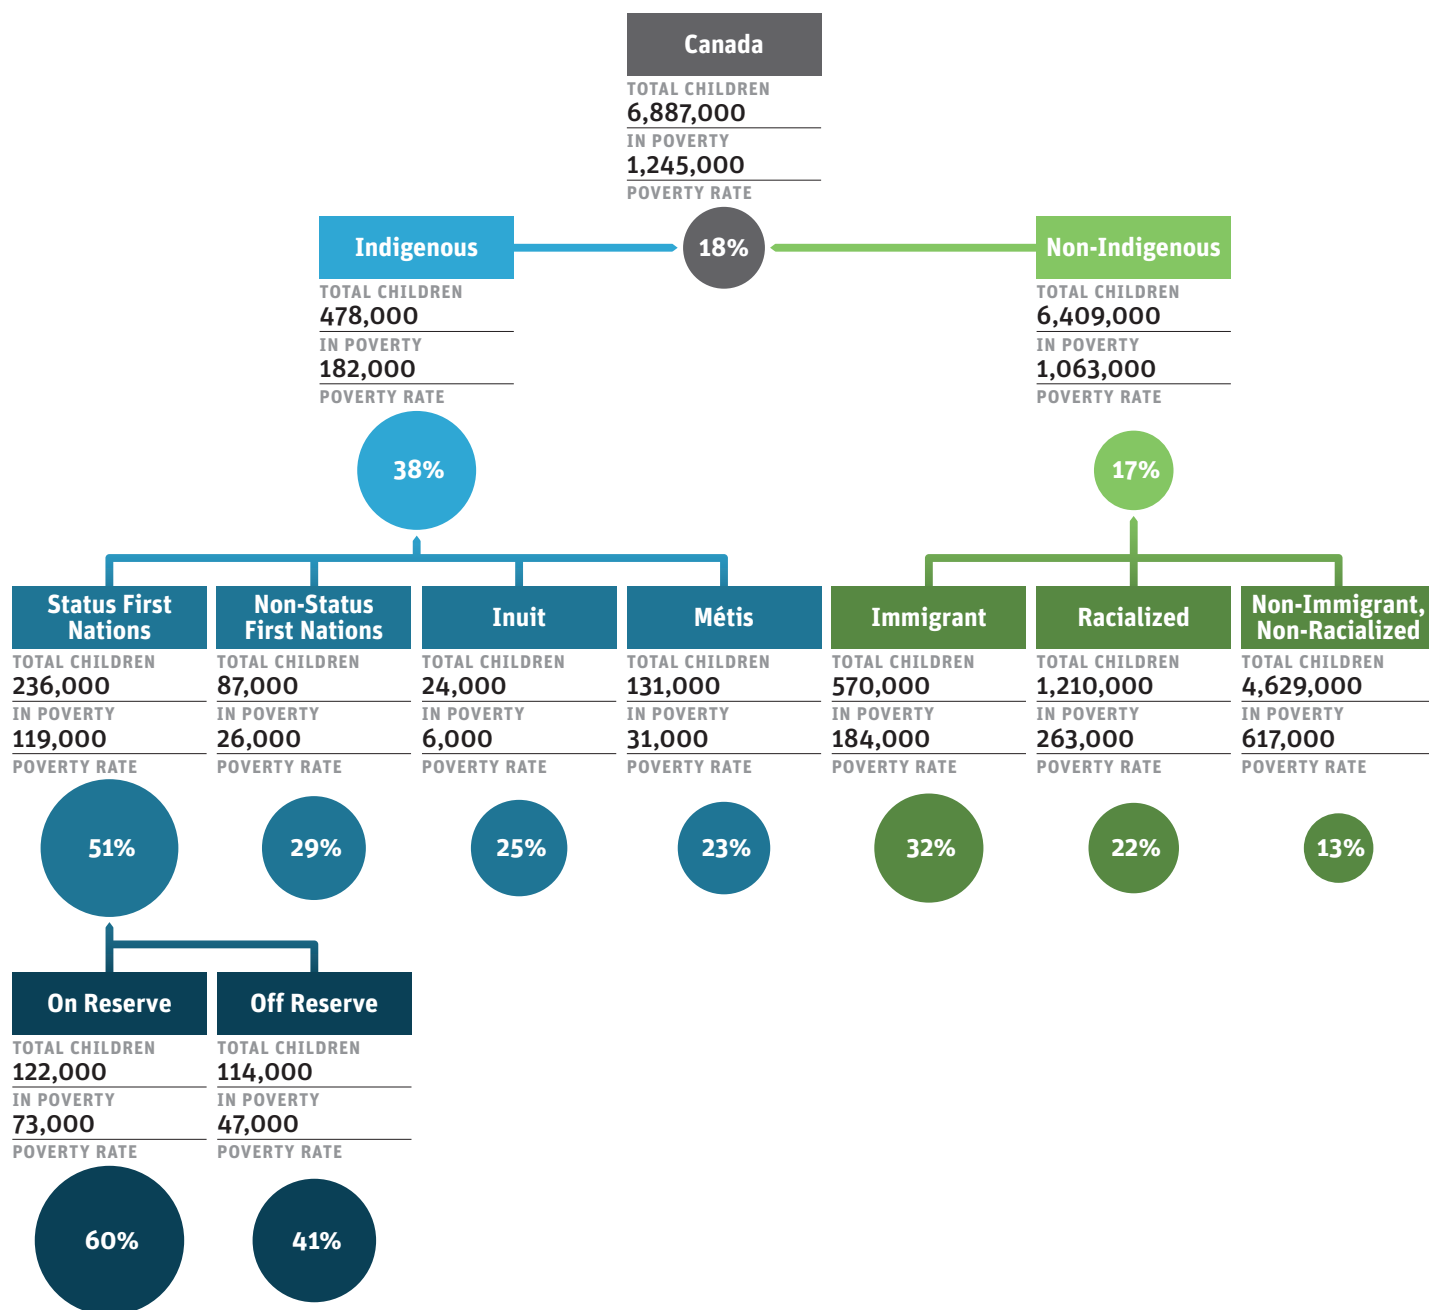 Canada
TOTAL CHILDREN
6,887,000
IN POVERTY
1,245,000
POVERTY RATE
18%
Indigenous
TOTAL CHILDREN
478,000
IN POVERTY
182,000
POVERTY RATE
38%
Non-Indigenous
TOTAL CHILDREN
6,409,000
IN POVERTY
1,063,000
POVERTY RATE
17%
Status First
Nations
TOTAL CHILDREN
236,000
IN POVERTY
119,000
POVERTY RATE
51%
Non-Status
First Nations
TOTAL CHILDREN
87,000
IN POVERTY
26,000
POVERTY RATE
29%
Inuit
TOTAL CHILDREN
24,000
IN POVERTY
6,000
POVERTY RATE
25%
Métis
TOTAL CHILDREN
131,000
IN POVERTY
31,000
POVERTY RATE
23%
Immigrant
TOTAL CHILDREN
570,000
IN POVERTY
184,000
POVERTY RATE
32%
Racialized
TOTAL CHILDREN
1,210,000
IN POVERTY
263,000
POVERTY RATE
22%
Non-Immigrant,
Non-Racialized
TOTAL CHILDREN
4,629,000
IN POVERTY
617,000
POVERTY RATE
13%
On Reserve
TOTAL CHILDREN
122,000
IN POVERTY
73,000
POVERTY RATE
60%
Off Reserve
TOTAL CHILDREN
114,000
IN POVERTY
47,000
POVERTY RATE
41%